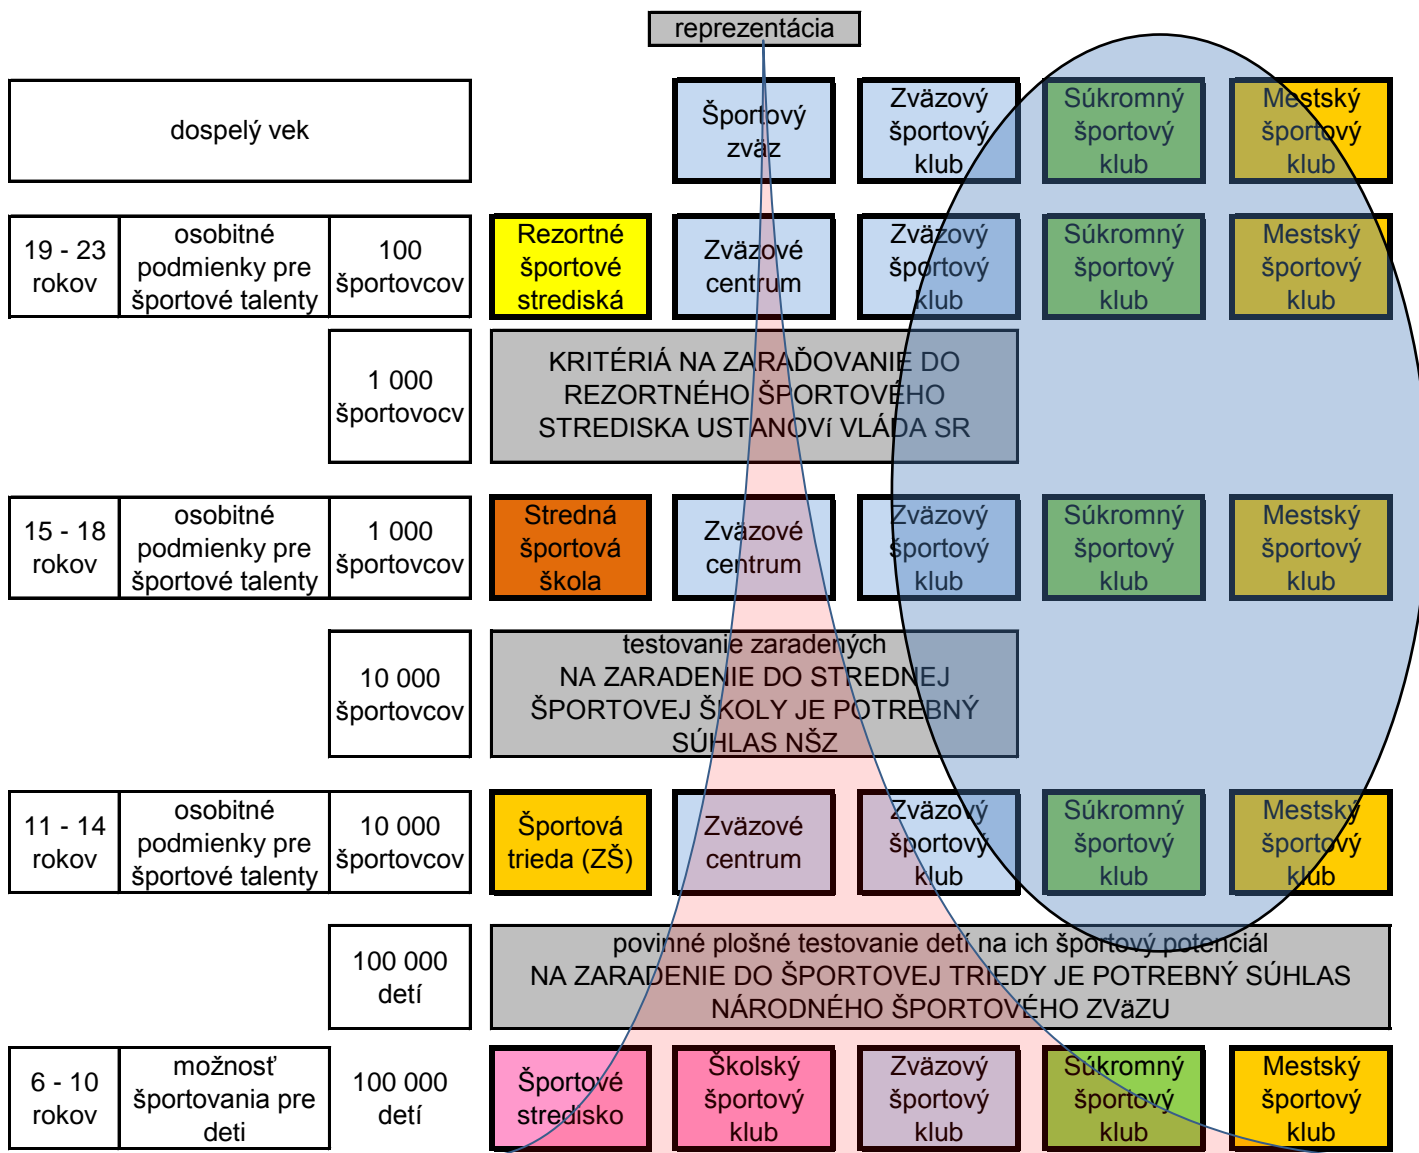 reprezentácia
dospelý vek
Športový
zväz
Zväzový
športový
klub
Súkromný
športový
klub
Mestský
športový
klub
19 - 23
rokov
osobitné
podmienky pre
športové talenty
100
športovcov
Rezortné
športové
strediská
Zväzové
centrum
Zväzový
športový
klub
Súkromný
športový
klub
Mestský
športový
klub
1 000
športovocv
KRITÉRIÁ NA ZARAĎOVANIE DO
REZORTNÉHO ŠPORTOVÉHO
STREDISKA USTANOVí VLÁDA SR
15 - 18
rokov
osobitné
podmienky pre
športové talenty
1 000
športovcov
Stredná
športová
škola
Zväzové
centrum
Zväzový
športový
klub
Súkromný
športový
klub
Mestský
športový
klub
10 000
športovcov
testovanie zaradených
NA ZARADENIE DO STREDNEJ
ŠPORTOVEJ ŠKOLY JE POTREBNÝ
SÚHLAS NŠZ
11 - 14
rokov
osobitné
podmienky pre
športové talenty
10 000
športovcov
Športová
trieda (ZŠ)
Zväzové
centrum
Zväzový
športový
klub
Súkromný
športový
klub
Mestský
športový
klub
100 000
detí
povinné plošné testovanie detí na ich športový potenciál
NA ZARADENIE DO ŠPORTOVEJ TRIEDY JE POTREBNÝ SÚHLAS
NÁRODNÉHO ŠPORTOVÉHO ZVäZU
6 - 10
rokov
možnosť
športovania pre
deti
100 000
detí
Športové
stredisko
Školský
športový
klub
Zväzový
športový
klub
Súkromný
športový
klub
Mestský
športový
klub